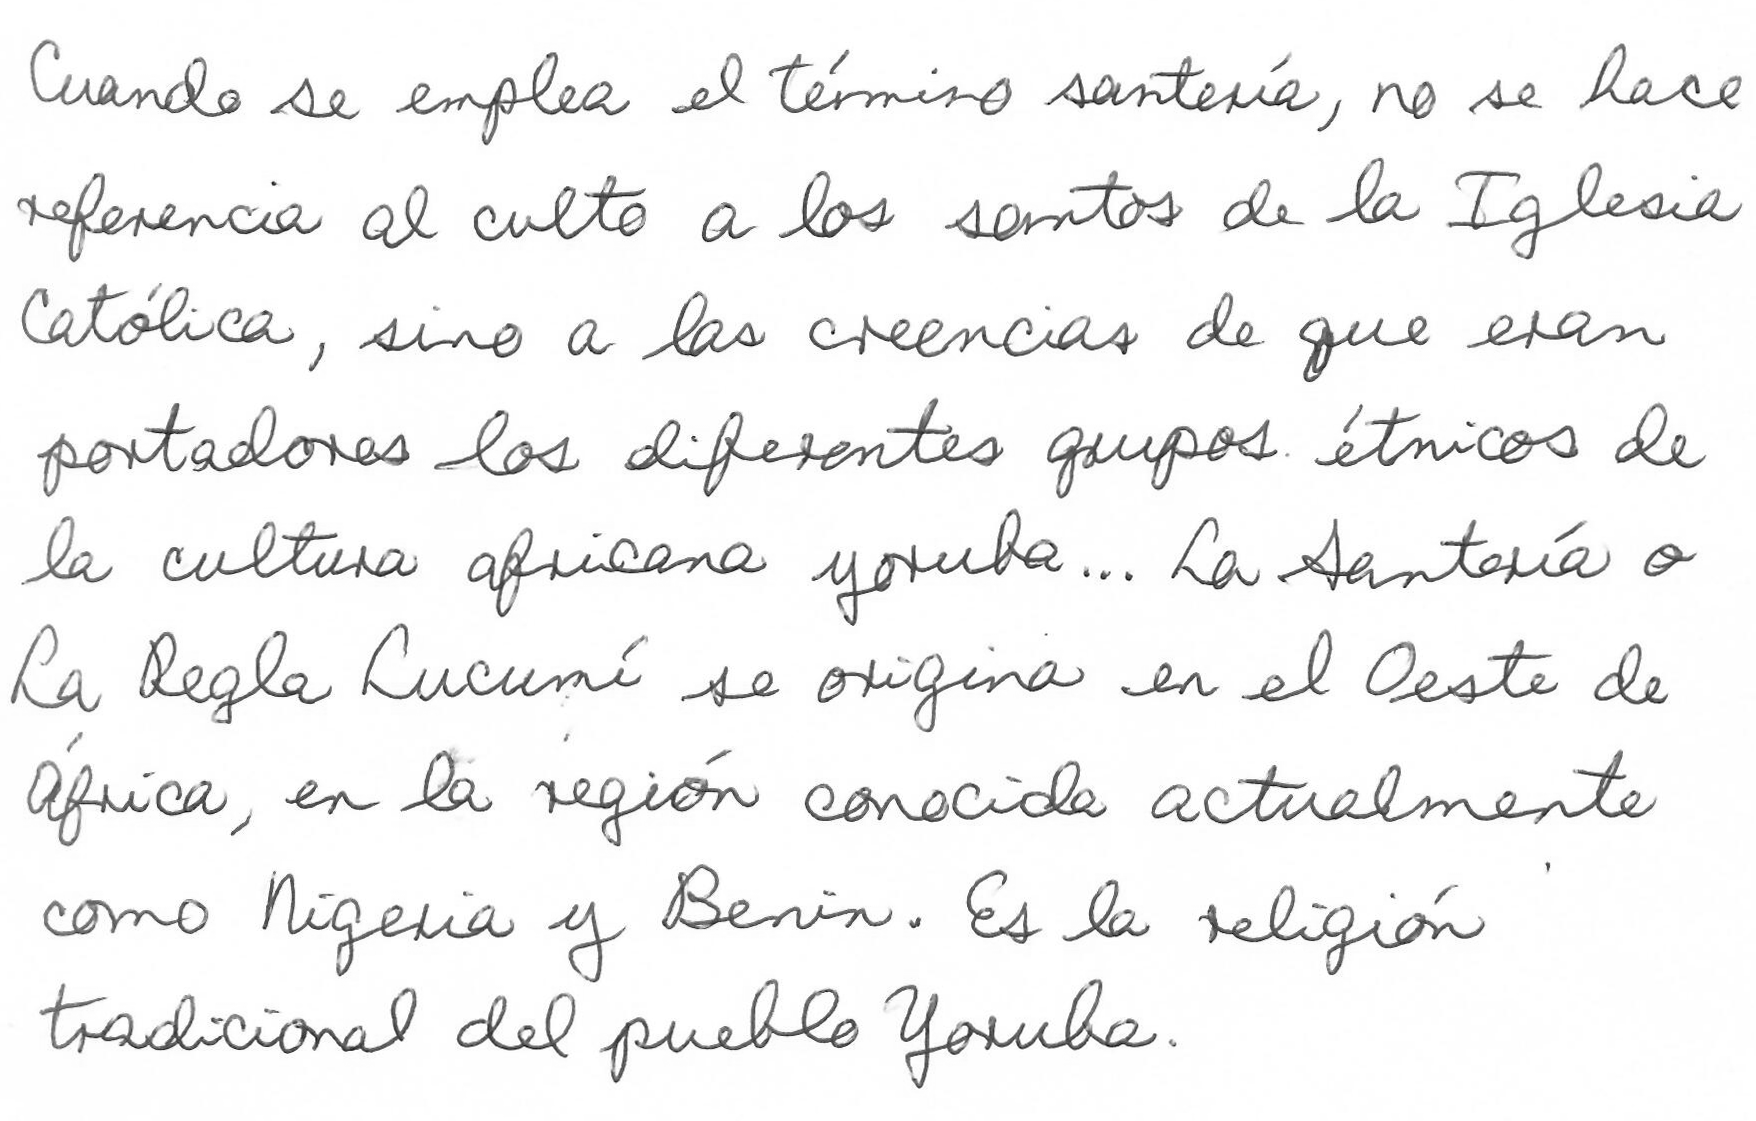 Cuando se emplea el término santería, no se hace
referencia al culto a los santos de la Iglesia
Católica, sino a las creencias de que eran
portadores los diferentes grupos étnicos de
la cultura africana yoruba... La Santería o
La Regla Lucumí se origina en el Oeste de
África, en la región conocida actualmente
como Nigeria y Benin. Es la religión
tradicional del pueblo Yoruba.